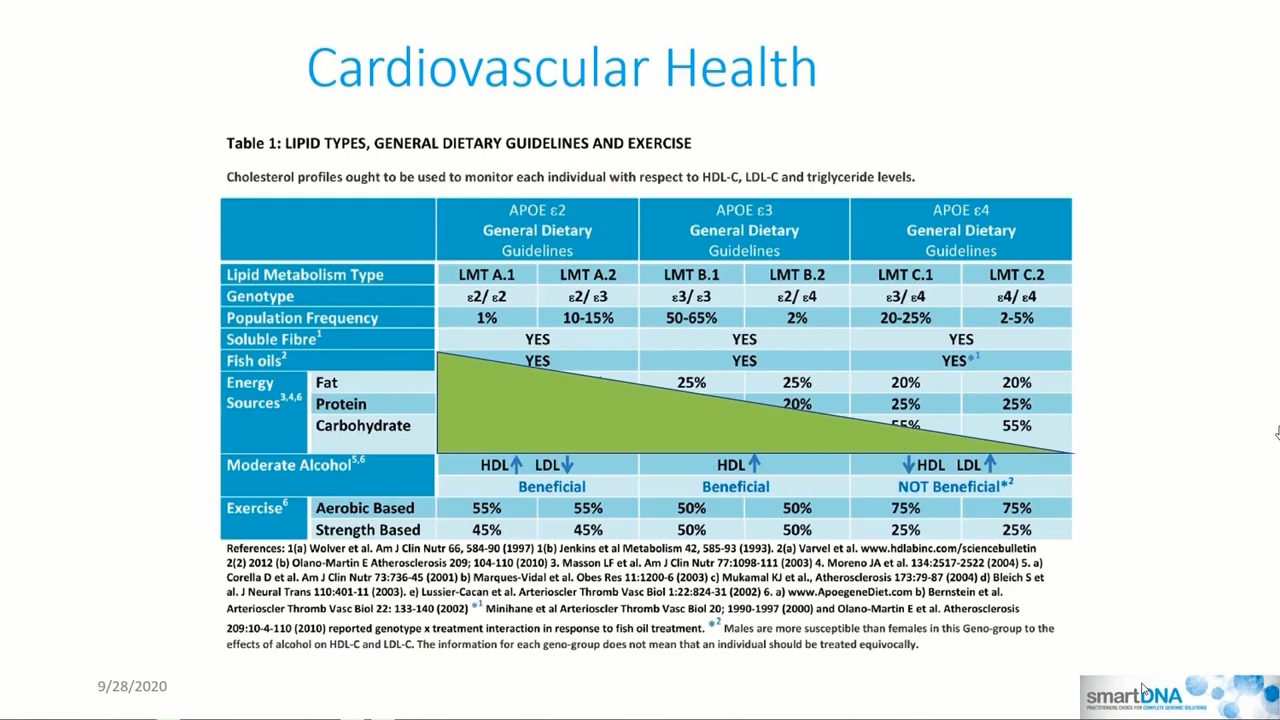 Cardiovascular Health
Table 1: LIPID TYPES, GENERAL DIETARY GUIDELINES AND EXERCISE
Cholesterol profiles ought to be used to monitor each individual with respect to HDL-C, LDL-C and triglyceride levels.
APOE ε2 APOE ε3 APOE ε4
General Dietary General Dietary General Dietary
Guidelines Guidelines Guidelines
Lipid Metabolism Type LMT A.1 LMT A.2 LMT B.1 LMT B.2 LMT C.1 LMT C.2
Genotype ε2/ ε2 ε2/ ε3 ε3/ ε3 ε2/ ε4 ε3/ ε4 ε4/ ε4
Population Frequency 1% 10-15% 50-65% 2% 20-25% 2-5%
Soluble Fibre1 YES YES YES
Fish oils2 YES YES YES*1
Energy Fat 25% 25% 20% 20%
Sources3,4,6 Protein 20% 25% 25%
Carbohydrate 55% 55%
Moderate Alcohol5,6 HDL↑ LDL↓ HDL↑ ↓HDL LDL↑
Beneficial Beneficial NOT Beneficial*2
Exercise6 Aerobic Based 55% 55% 50% 50% 75% 75%
Strength Based 45% 45% 50% 50% 25% 25%
References: 1(a) Wolver et al. Am J Clin Nutr 66, 584-90 (1997) 1(b) Jenkins et al Metabolism 42, 585-93 (1993). 2(a) Varvel et al. www.hdlabinc.com/sciencebulletin
2(2) 2012 (b) Olano-Martin E Atherosclerosis 209; 104-110 (2010) 3. Masson LF et al. Am J Clin Nutr 77:1098-111 (2003) 4. Moreno JA et al. 134:2517-2522 (2004) 5. a)
Corella D et al. Am J Clin Nutr 73:736-45 (2001) b) Marques-Vidal et al. Obes Res 11:1200-6 (2003) c) Mukamal KJ et al., Atherosclerosis 173:79-87 (2004) d) Bleich S et
al. J Neural Trans 110:401-11 (2003). e) Lussier-Cacan et al Arterioscler Thromb Vasc Biol 1:22:824-31 (2002) 6. a) www.ApoegeneDiet.com b) Bernstein et al.
Arterioscler Thromb Vasc Biol 22: 133-140 (2002) *1 Minihane et al Arterioscler Thromb Vasc Biol 20; 1990-1997 (2000) and Olano-Martin E et al. Atherosclerosis
209:10-4-110 (2010) reported genotype x treatment interaction in response to fish oil treatment. *2 Males are more susceptible than females in this Geno-group to the
effects of alcohol on HDL-C and LDL-C. The information for each geno-group does not mean that an individual should be treated equivocally.
9/28/2020
smartDNA
PRACTITIONERS CHOICE FOR COMPLETE GENOMIC SOLUTIONS